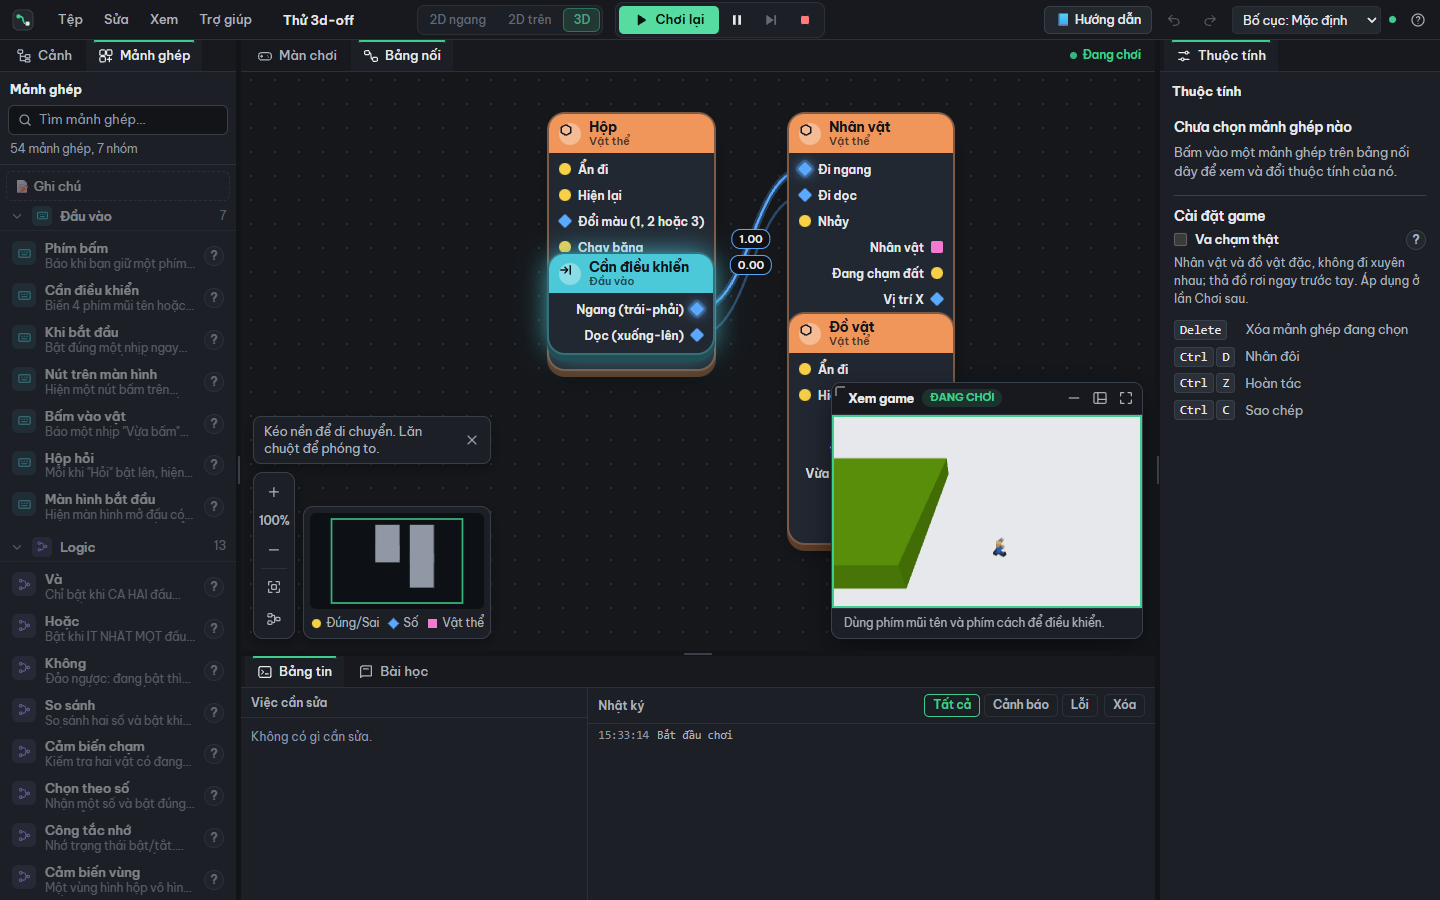 Tệp Sửa Xem Trợ giúp Thử 3d-off 2D ngang 2D trên 3D Chơi lại 📘 Hướng dẫn Bố cục: Mặc định
Cảnh Mảnh ghép Màn chơi Bảng nối Đang chơi Thuộc tính
Mảnh ghép
Tìm mảnh ghép...
54 mảnh ghép, 7 nhóm
Ghi chú
Đầu vào 7
Phím bấm
Báo khi bạn giữ một phím... ?
Cần điều khiển
Biến 4 phím mũi tên hoặc... ?
Khi bắt đầu
Bật đúng một nhịp ngay... ?
Nút trên màn hình
Hiện một nút bấm trên... ?
Bấm vào vật
Báo một nhịp "Vừa bấm"... ?
Hộp hỏi
Mỗi khi "Hỏi" bật lên, hiện... ?
Màn hình bắt đầu
Hiện màn hình mở đầu có... ?
Logic 13
Và
Chỉ bật khi CẢ HAI đầu... ?
Hoặc
Bật khi ÍT NHẤT MỘT đầu... ?
Không
Đảo ngược: đang bật thì... ?
So sánh
So sánh hai số và bật khi... ?
Cảm biến chạm
Kiểm tra hai vật có đang... ?
Chọn theo số
Nhận một số và bật đúng... ?
Công tắc nhớ
Nhớ trạng thái bật/tắt.... ?
Cảm biến vùng
Một vùng hình hộp vô hìn... ?
Hộp
Vật thể
Ẩn đi
Hiện lại
Đổi màu (1, 2 hoặc 3)
Chạy bằng
Cần điều khiển
Đầu vào
Ngang (trái-phải)
Dọc (xuống-lên)
1.00
0.00
Nhân vật
Vật thể
Đi ngang
Đi dọc
Nhảy
Nhân vật
Đang chạm đất
Vị trí X
Đồ vật
Vật thể
Ẩn đi
Hi
Vừa
Kéo nền để di chuyển. Lăn
chuột để phóng to.
100%
Đúng/Sai Số Vật thể
Xem game ĐANG CHƠI
Dùng phím mũi tên và phím cách để điều khiển.
Bảng tin Bài học
Việc cần sửa
Không có gì cần sửa.
Nhật ký Tất cả Cảnh báo Lỗi Xóa
15:33:14 Bắt đầu chơi
Thuộc tính
Chưa chọn mảnh ghép nào
Bấm vào một mảnh ghép trên bảng nối
dây để xem và đổi thuộc tính của nó.
Cài đặt game
Va chạm thật ?
Nhân vật và đồ vật đặc, không đi xuyên
nhau; thả đồ rơi ngay trước tay. Áp dụng ở
lần Chơi sau.
Delete Xóa mảnh ghép đang chọn
Ctrl D Nhân đôi
Ctrl Z Hoàn tác
Ctrl C Sao chép